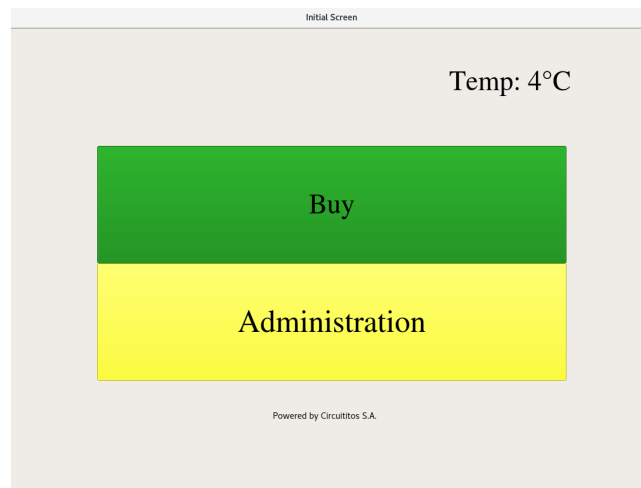 Initial Screen
Temp: 4°C
Buy
Administration
Powered by Circuititos S.A.